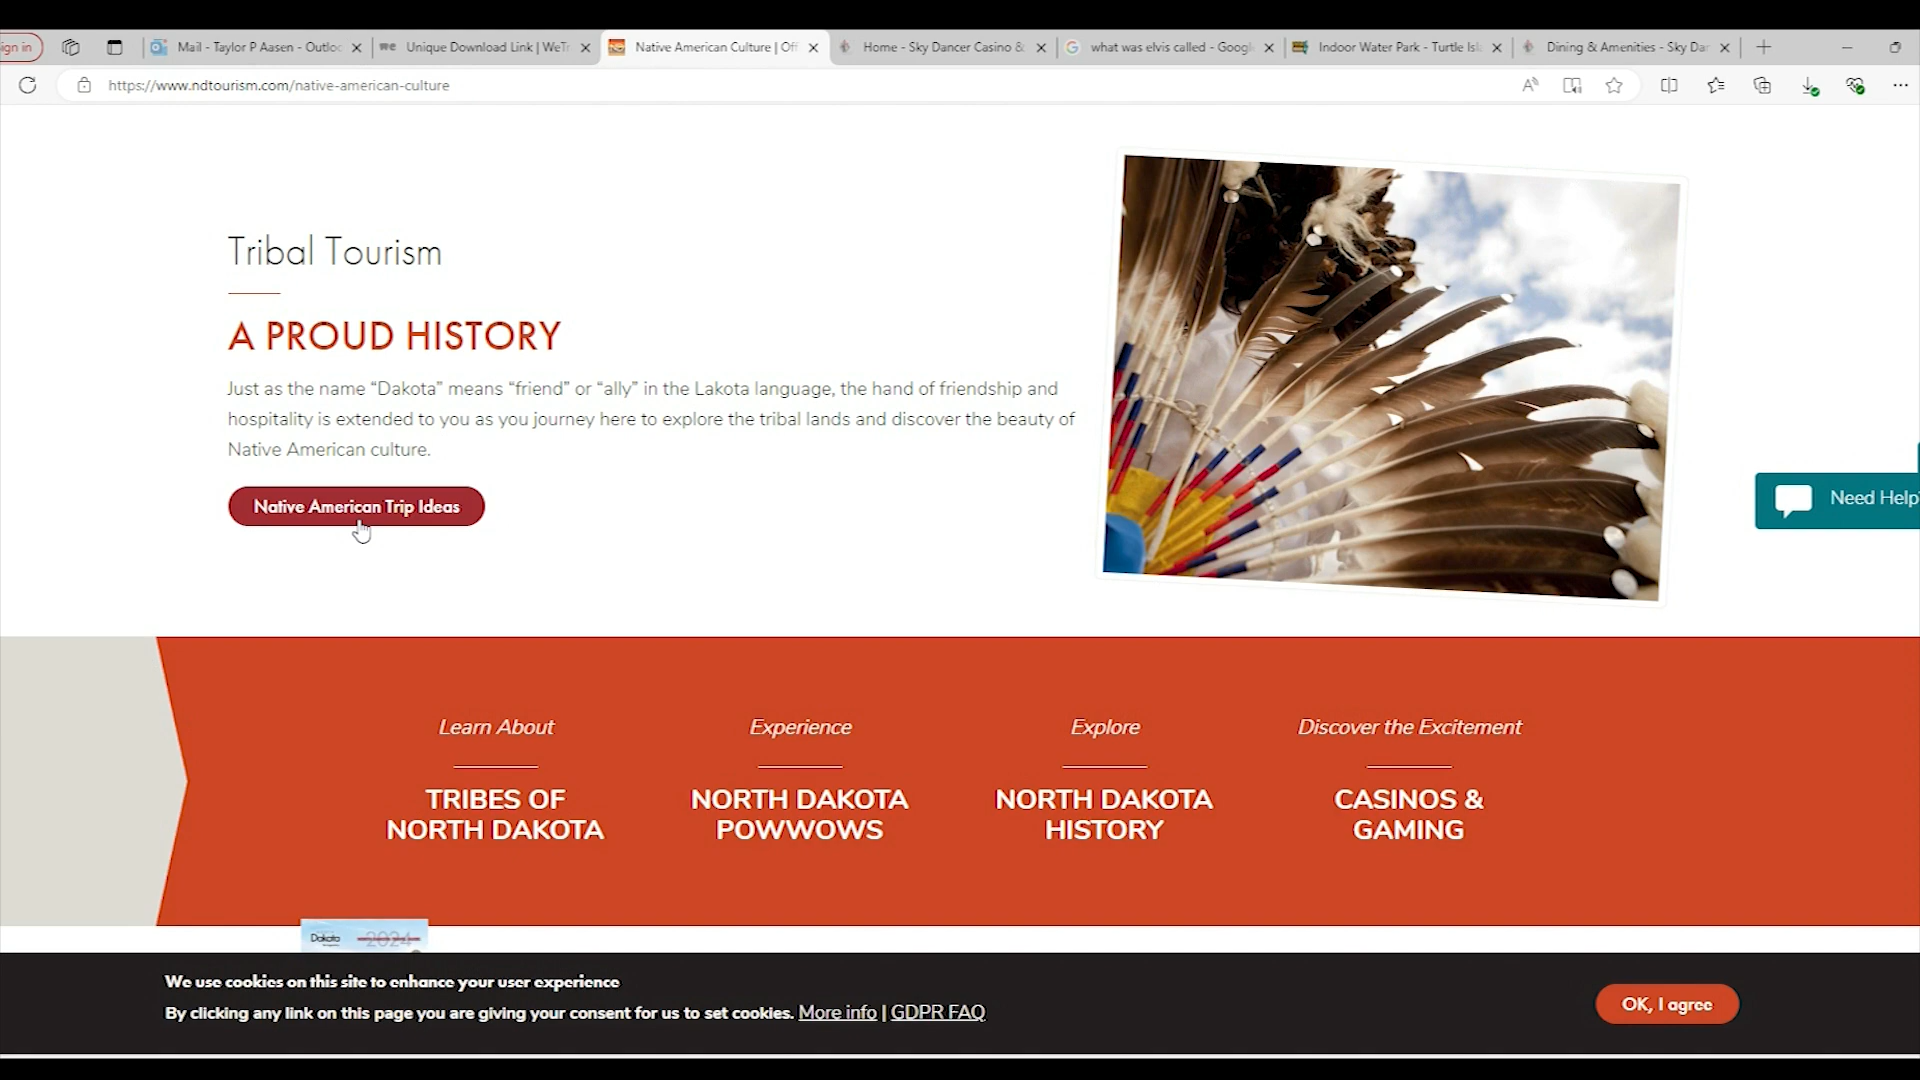 ign in
Mail - Taylor P Aasen - Outlo
we Unique Download Link | WeTr
Native American Culture | Off
Home - Sky Dancer Casino &
what was elvis called - Googl
Indoor Water Park - Turtle Isl
Dining & Amenities - Sky Dar
https://www.ndtourism.com/native-american-culture
Tribal Tourism
A PROUD HISTORY
Just as the name “Dakota” means “friend” or “ally” in the Lakota language, the hand of friendship and
hospitality is extended to you as you journey here to explore the tribal lands and discover the beauty of
Native American culture.
Native American Trip Ideas
Need Help?
Learn About
TRIBES OF
NORTH DAKOTA
Experience
NORTH DAKOTA
POWWOWS
Explore
NORTH DAKOTA
HISTORY
Discover the Excitement
CASINOS &
GAMING
Dakota 2024
We use cookies on this site to enhance your user experience
By clicking any link on this page you are giving your consent for us to set cookies. More info | GDPR FAQ
OK, I agree